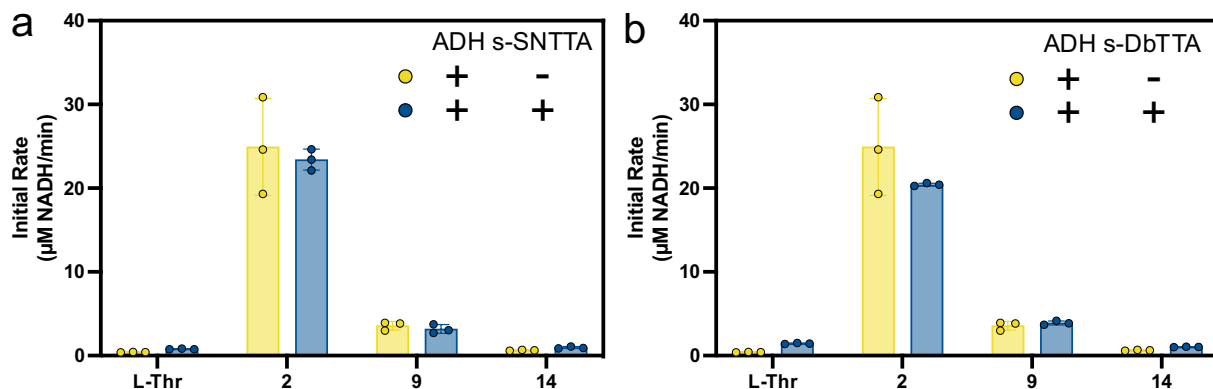 a
ADH s-SNTTA
+ -
+ +
40
30
20
10
0
Initial Rate
(µM NADH/min)
L-Thr 2 9 14
b
ADH s-DbTTA
+ -
+ +
40
30
20
10
0
Initial Rate
(µM NADH/min)
L-Thr 2 9 14